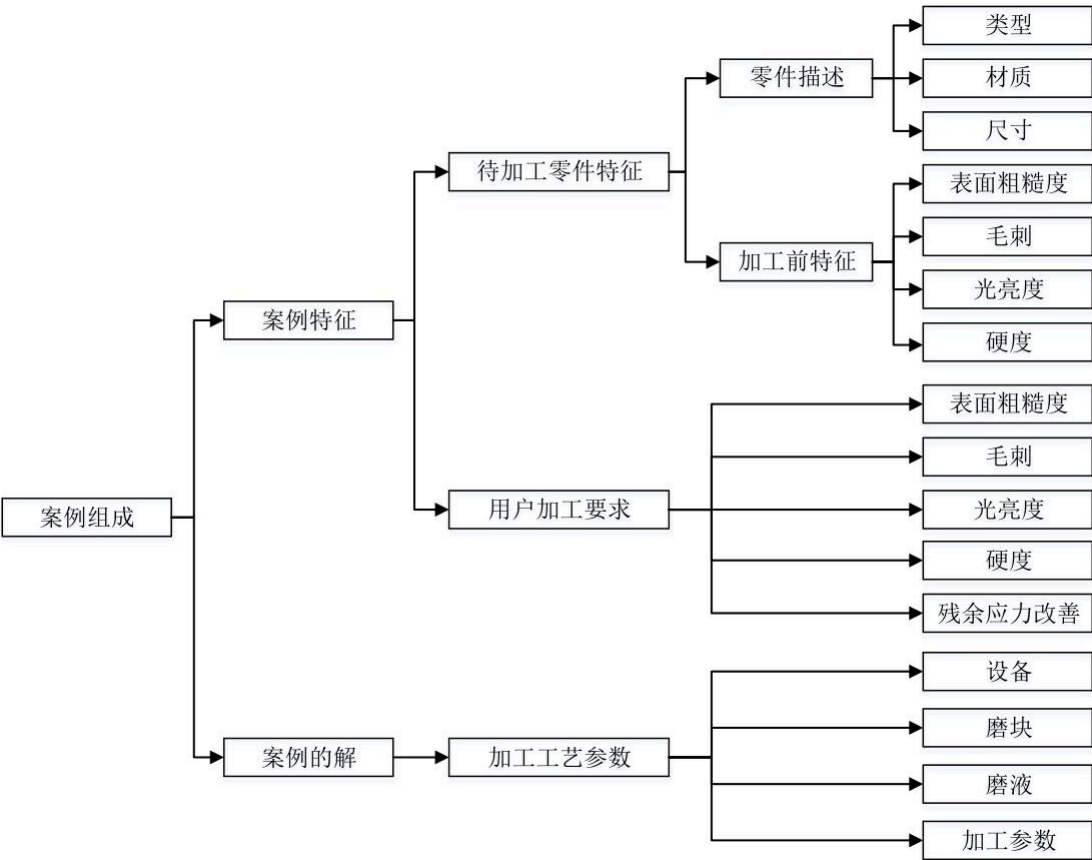 类型
零件描述
材质
尺寸
待加工零件特征
表面粗糙度
毛刺
加工前特征
光亮度
案例特征
硬度
表面粗糙度
毛刺
案例组成
用户加工要求
光亮度
硬度
残余应力改善
设备
磨块
案例的解
加工工艺参数
磨液
加工参数